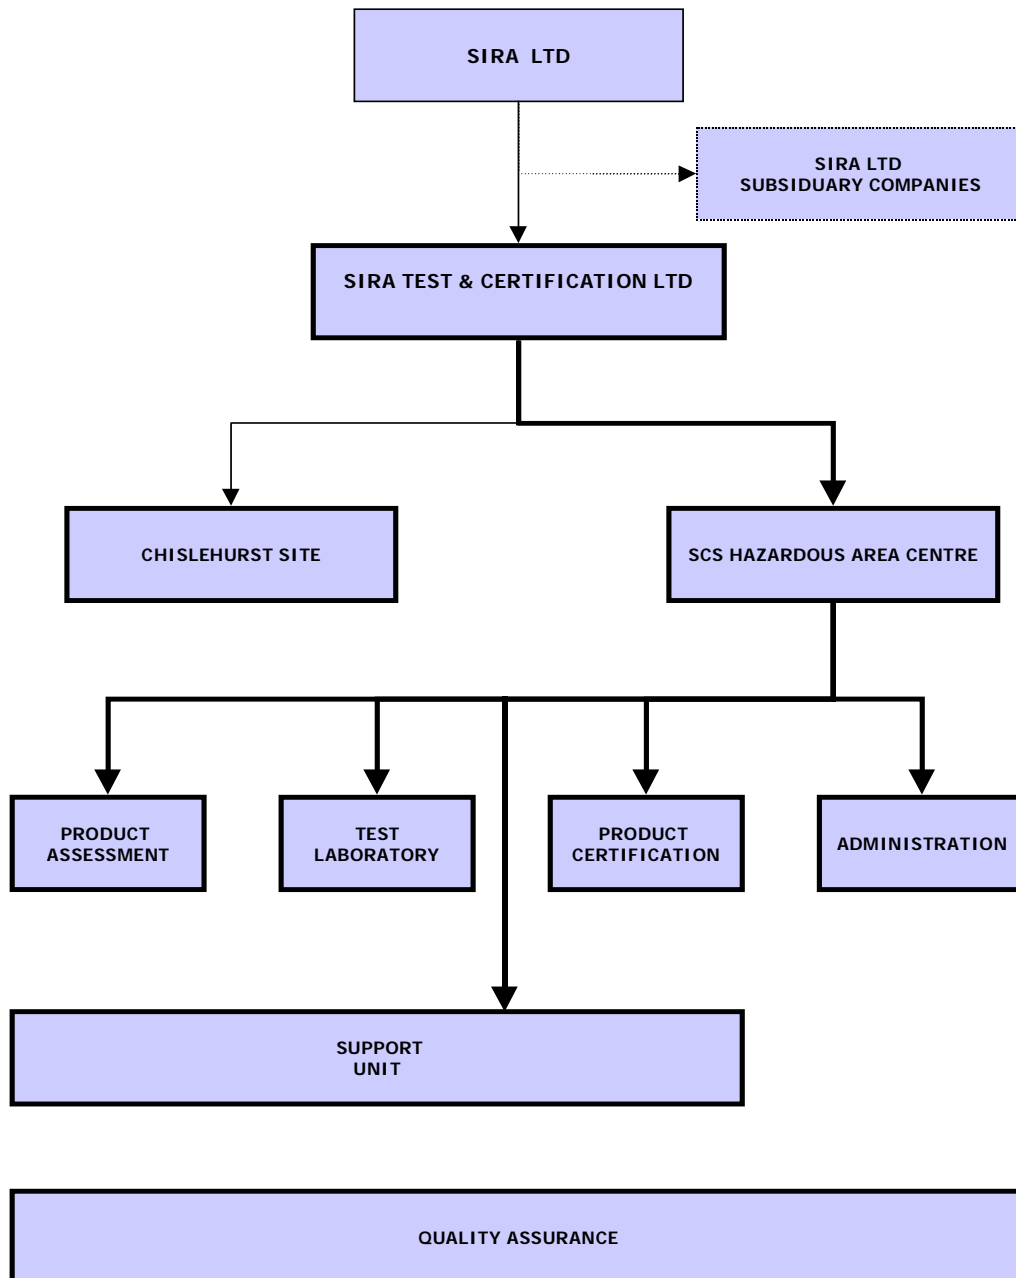 SIRA LTD
SIRA LTD
SUBSIDUARY COMPANIES
SIRA TEST & CERTIFICATION LTD
CHISLEHURST SITE
SCS HAZARDOUS AREA CENTRE
PRODUCT
ASSESSMENT
TEST
LABORATORY
PRODUCT
CERTIFICATION
ADMINISTRATION
SUPPORT
UNIT
QUALITY ASSURANCE